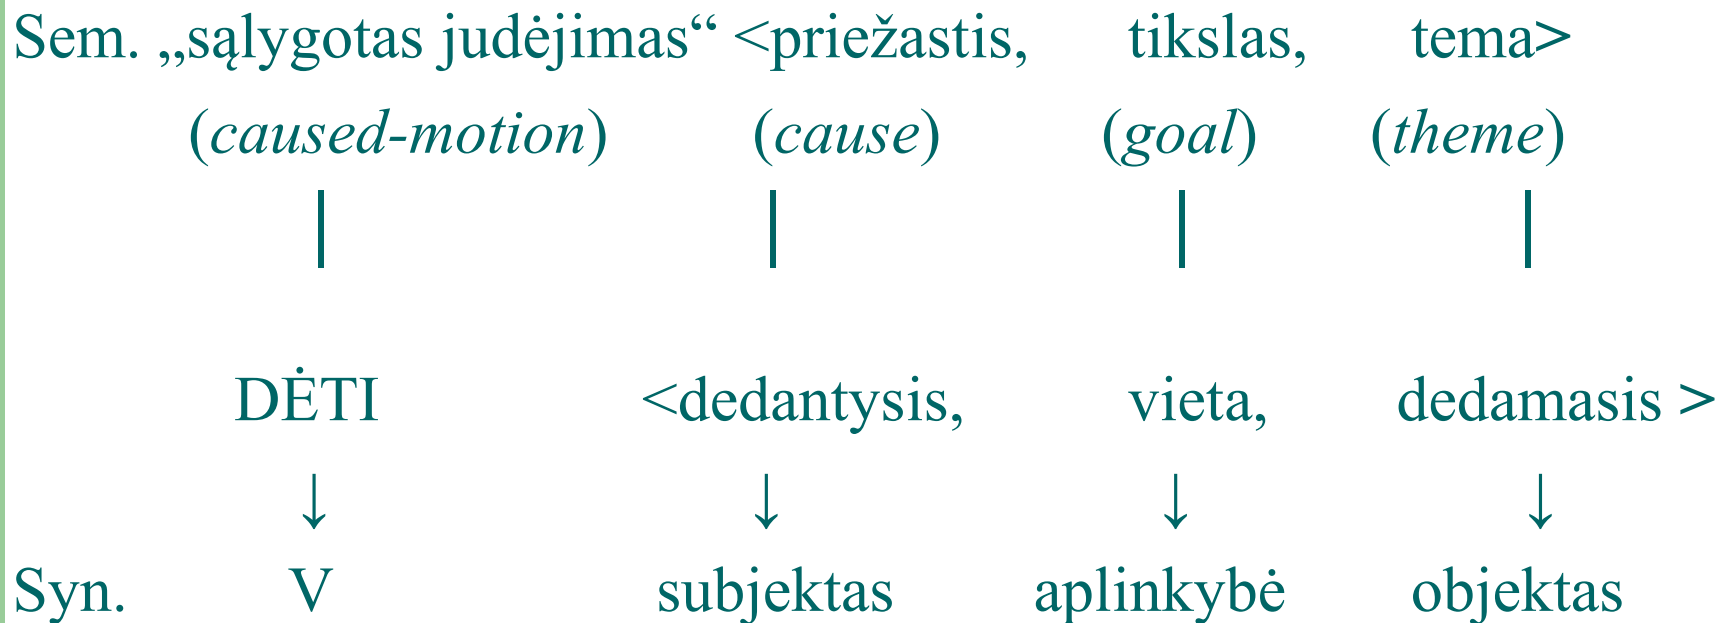 Sem. „sąlygotas judėjimas“ <priežastis, tikslas, tema>
(caused-motion) (cause) (goal) (theme)
DĖTI <dedantysis, vieta, dedamasis >
↓ ↓ ↓ ↓
Syn. V subjektas aplinkybė objektas